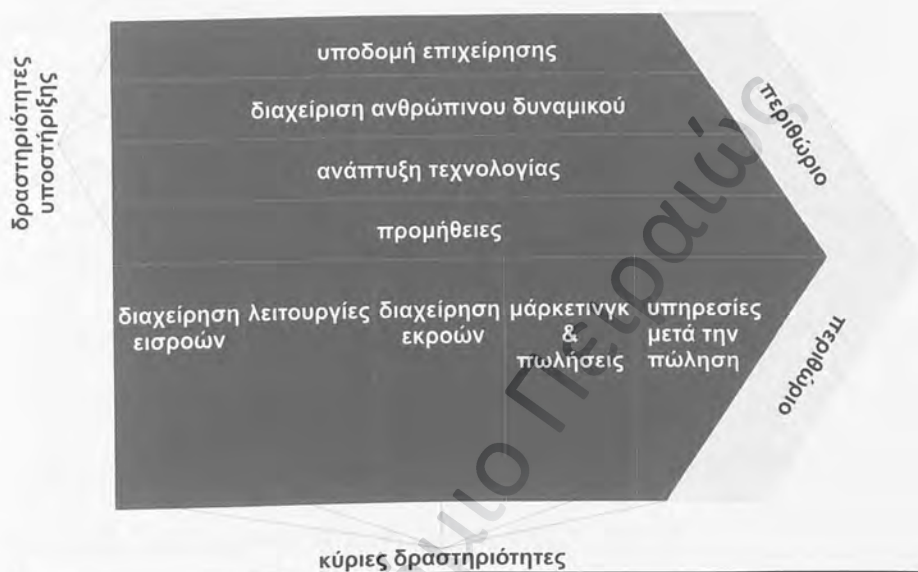 δραστηριότητες
υποστήριξης
υποδομή επιχείρησης
διαχείριση ανθρώπινου δυναμικού
ανάπτυξη τεχνολογίας
προμήθειες
περιθώριο
διαχείρηση
εισροών
λειτουργίες
διαχείρηση
εκροών
μάρκετινγκ
&
πωλήσεις
υπηρεσίες
μετά την
πώληση
περιθώριο
κύριες δραστηριότητες
Πειραιώς